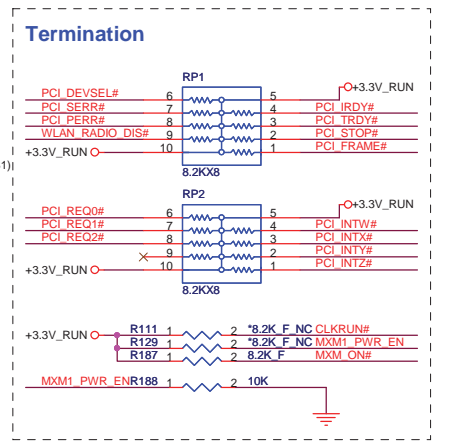 Termination
RP1
PCI_DEVSEL# 6 5 +3.3V_RUN
PCI_SERR# 7 4 PCI_IRDY#
PCI_PERR# 8 3 PCI_TRDY#
WLAN_RADIO_DIS# 9 2 PCI_STOP#
+3.3V_RUN 10 1 PCI_FRAME#
8.2KX8
RP2
PCI_REQ0# 6 5 +3.3V_RUN
PCI_REQ1# 7 4 PCI_INTW#
PCI_REQ2# 8 3 PCI_INTX#
9 2 PCI_INTY#
+3.3V_RUN 10 1 PCI_INTZ#
8.2KX8
+3.3V_RUN R111 1 2 *8.2K_F_NC CLKRUN#
R129 1 2 *8.2K_F_NC MXM1_PWR_EN
R187 1 2 8.2K_F MXM_ON#
MXM1_PWR_EN R188 1 2 10K